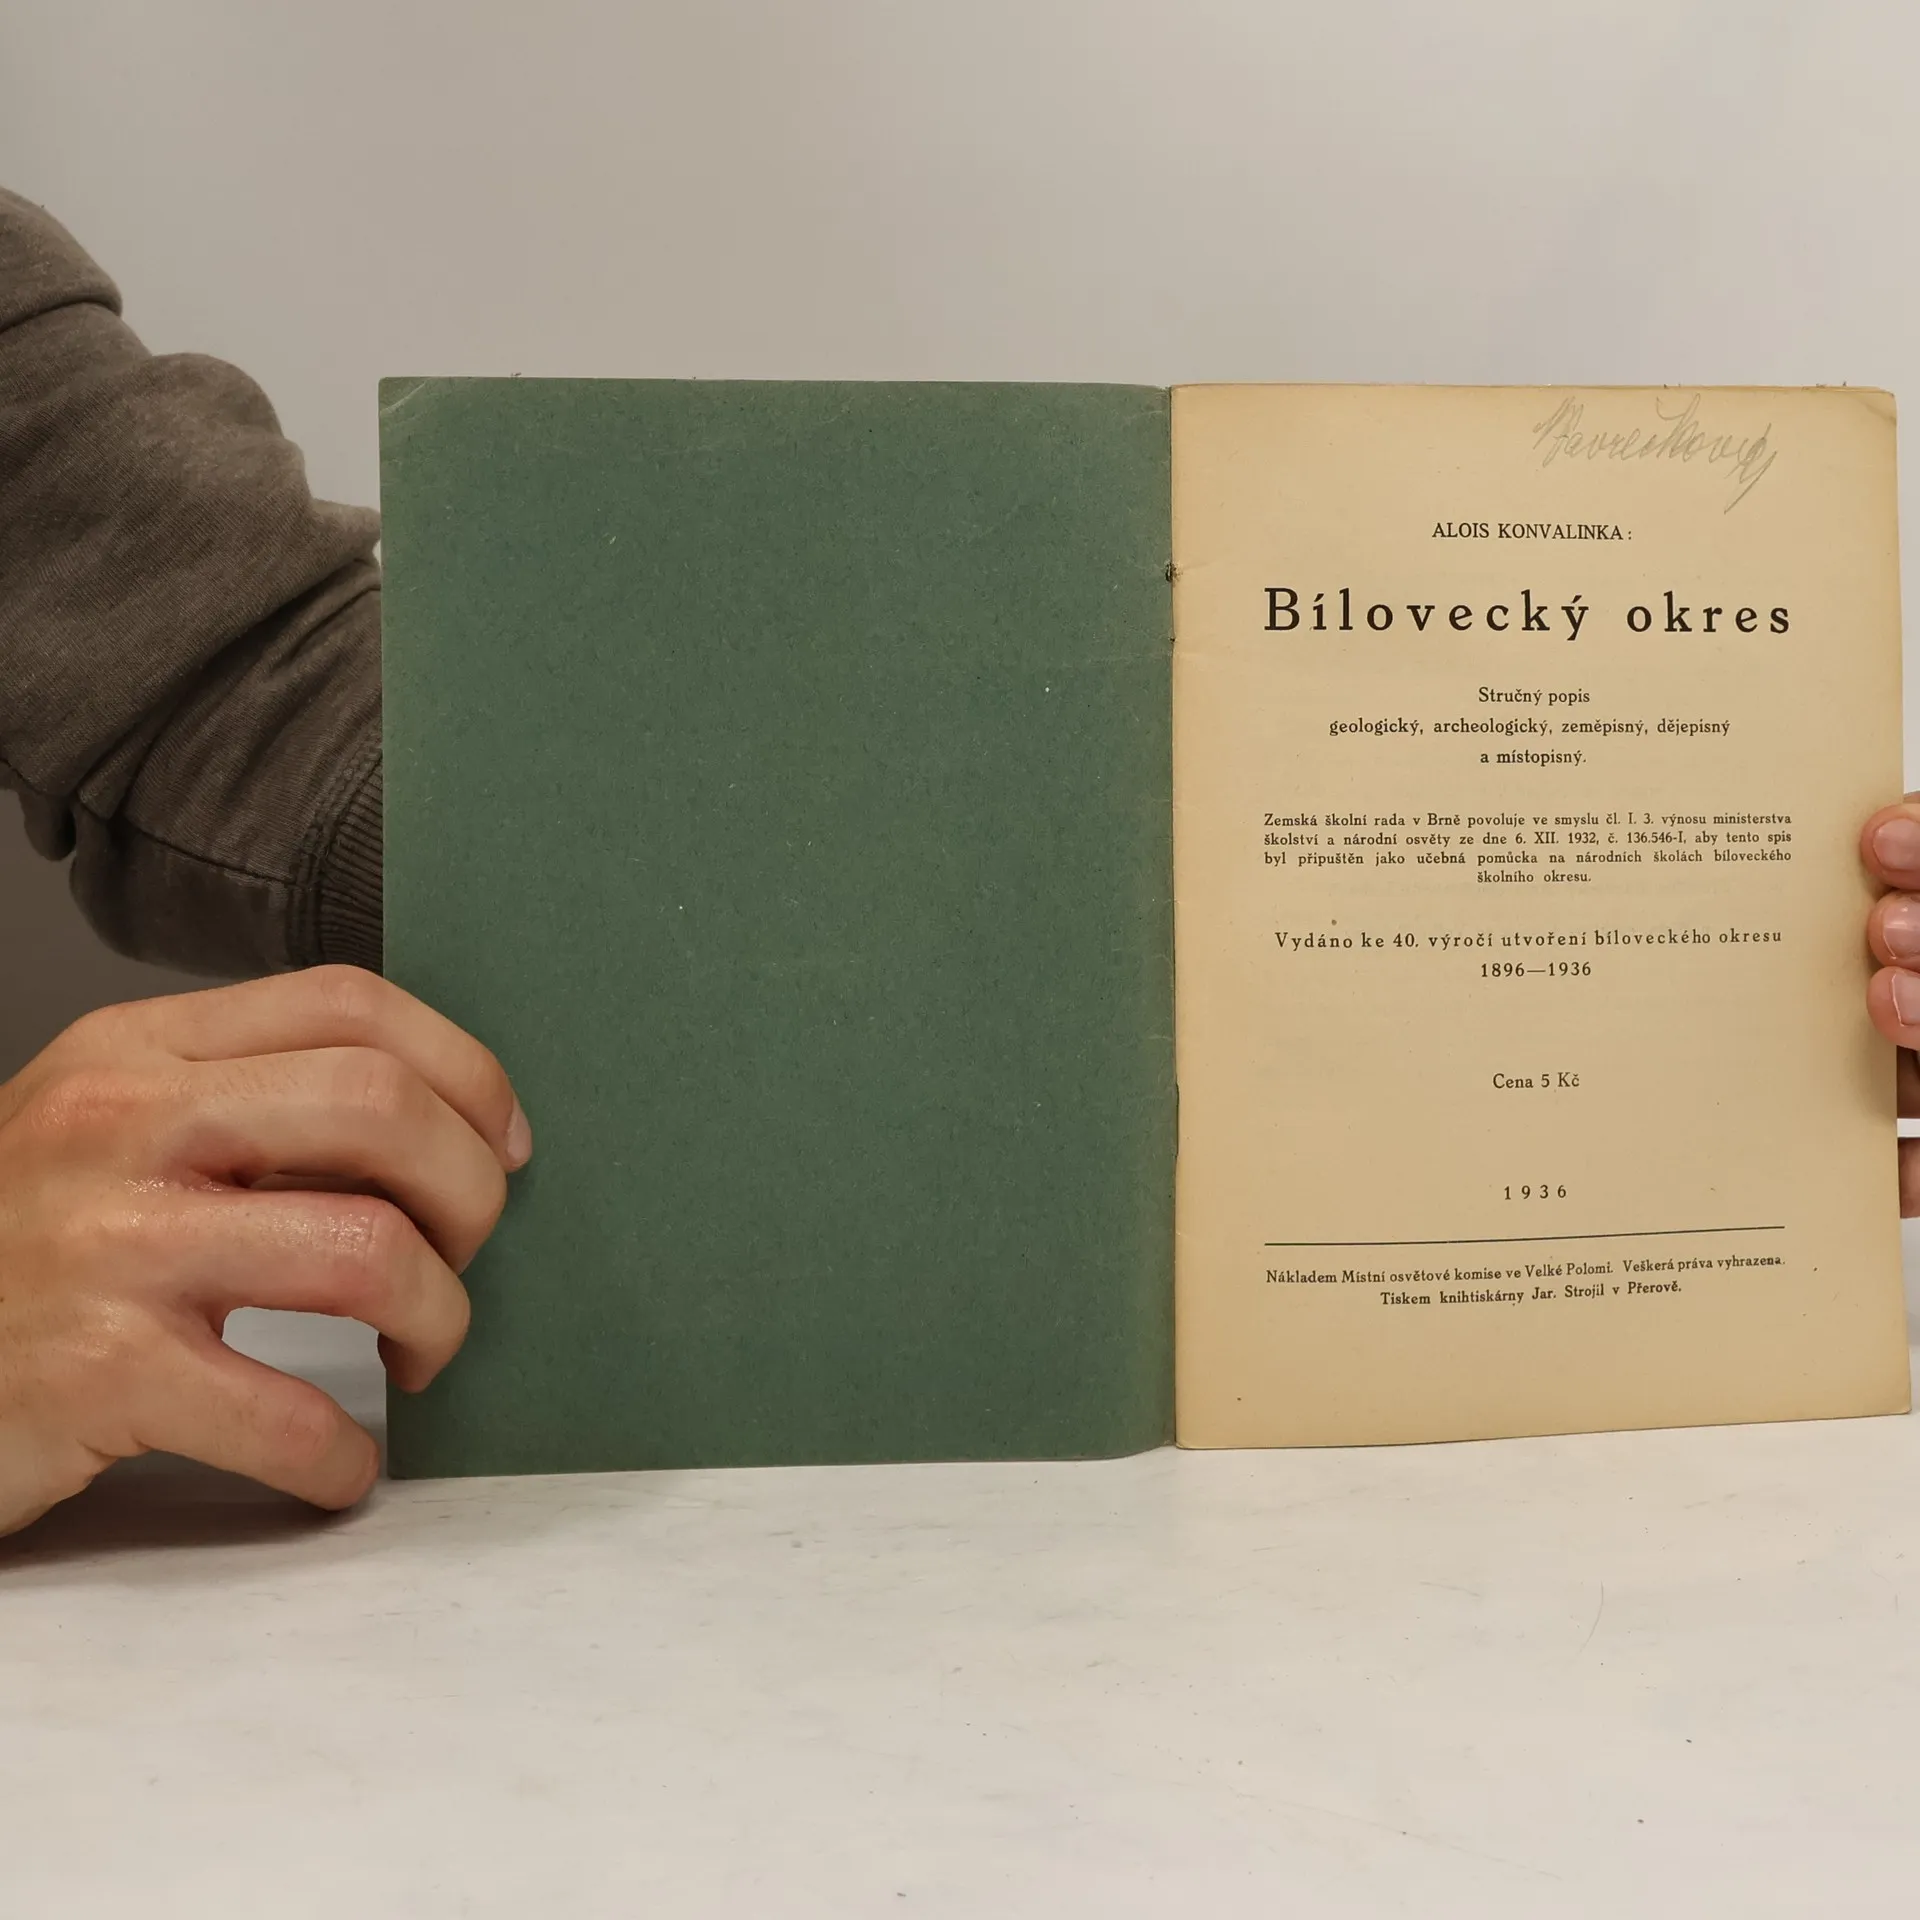 ALOIS KONVALINKA:
Bílovecký okres
Stručný popis
geologický, archeologický, zeměpisný, dějepisný
a místopisný.
Zemská školní rada v Brně povoluje ve smyslu čl. I. 3. výnosu ministerstva
školství a národní osvěty ze dne 6. XII. 1932, č. 136.546-I, aby tento spis
byl připuštěn jako učebná pomůcka na národních školách bíloveckého
školního okresu.
Vydáno ke 40. výročí utvoření bíloveckého okresu
1896—1936
Cena 5 Kč
1936
Nákladem Místní osvětové komise ve Velké Polomi. Veškerá práva vyhrazena.
Tiskem knihtiskárny Jar. Strojil v Přerově.